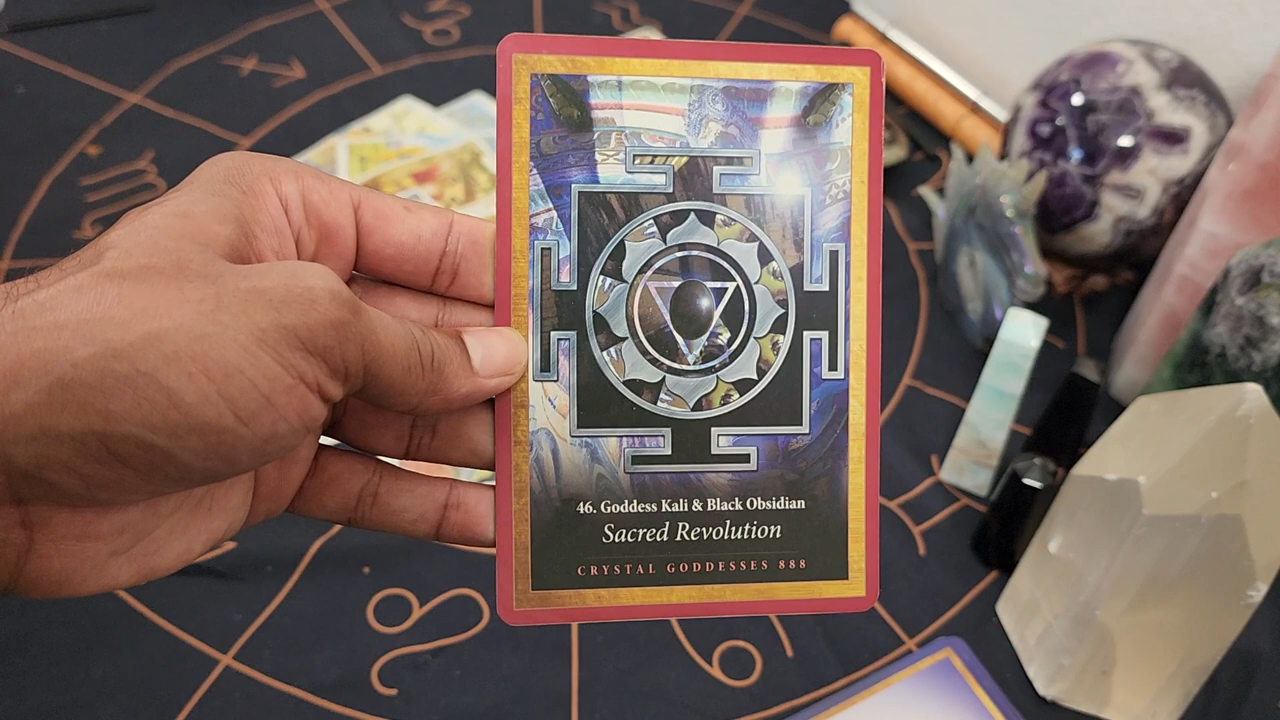 46. Goddess Kali & Black Obsidian
Sacred Revolution
CRYSTAL GODDESSES 888